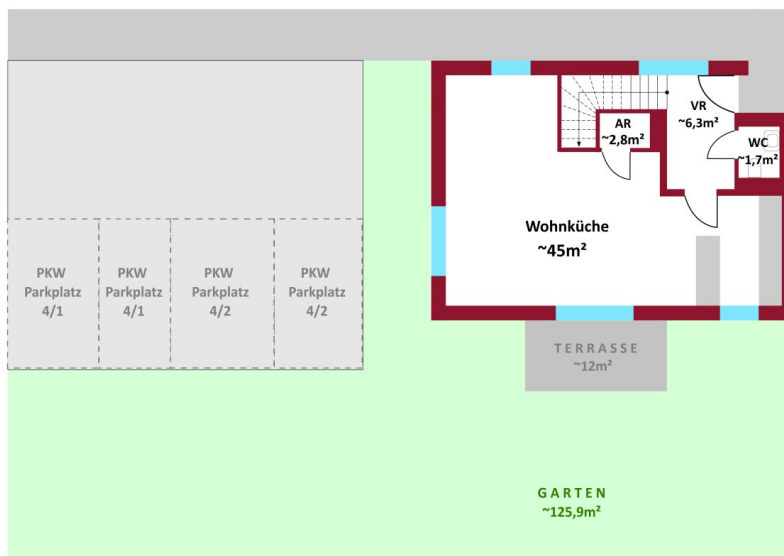 VR
~6,3m²
AR
~2,8m²
WC
~1,7m²
Wohnküche
~45m²
PKW
Parkplatz
4/1
PKW
Parkplatz
4/1
PKW
Parkplatz
4/2
PKW
Parkplatz
4/2
TERRASSE
~12m²
GARTEN
~125,9m²